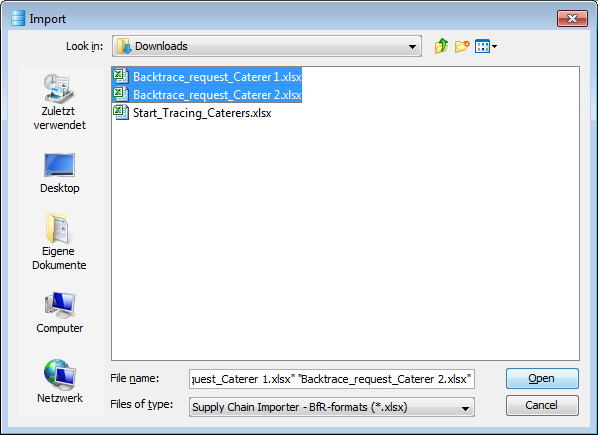 Import
Look in: Downloads
Zuletzt
verwendet
Desktop
Eigene
Dokumente
Computer
Netzwerk
Backtrace_request_Caterer 1.xlsx
Backtrace_request_Caterer 2.xlsx
Start_Tracing_Caterers.xlsx
File name: quest_Caterer 1.xlsx" "Backtrace_request_Caterer 2.xlsx" Open
Files of type: Supply Chain Importer - BfR-formats (*.xlsx) Cancel